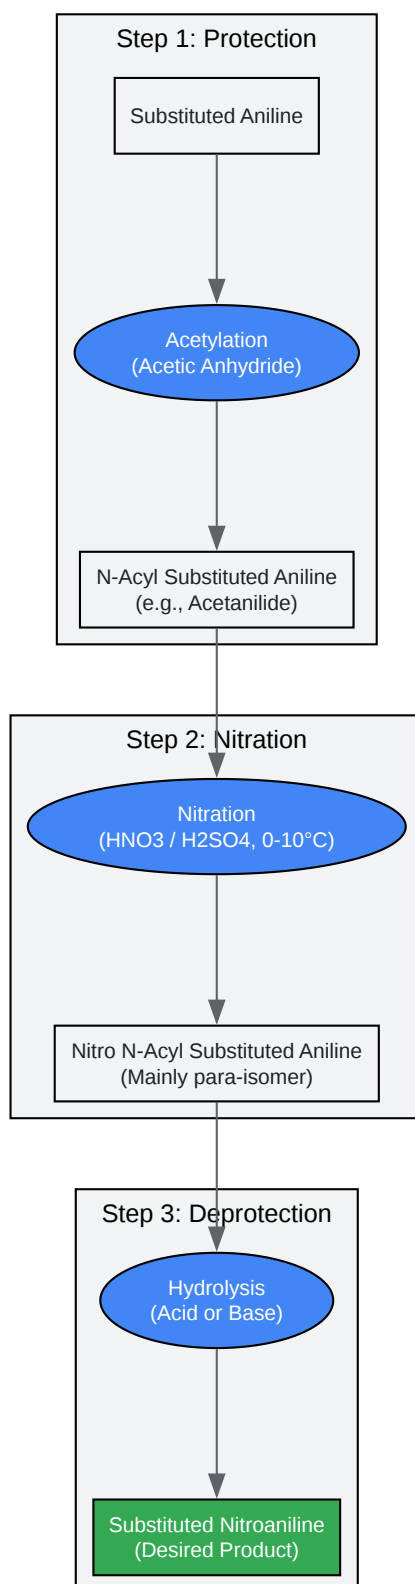 Step 1: Protection
Substituted Aniline
Acetylation
(Acetic Anhydride)
N-Acyl Substituted Aniline
(e.g., Acetanilide)
Step 2: Nitration
Nitration
(HNO3 / H2SO4, 0-10°C)
Nitro N-Acyl Substituted Aniline
(Mainly para-isomer)
Step 3: Deprotection
Hydrolysis
(Acid or Base)
Substituted Nitroaniline
(Desired Product)